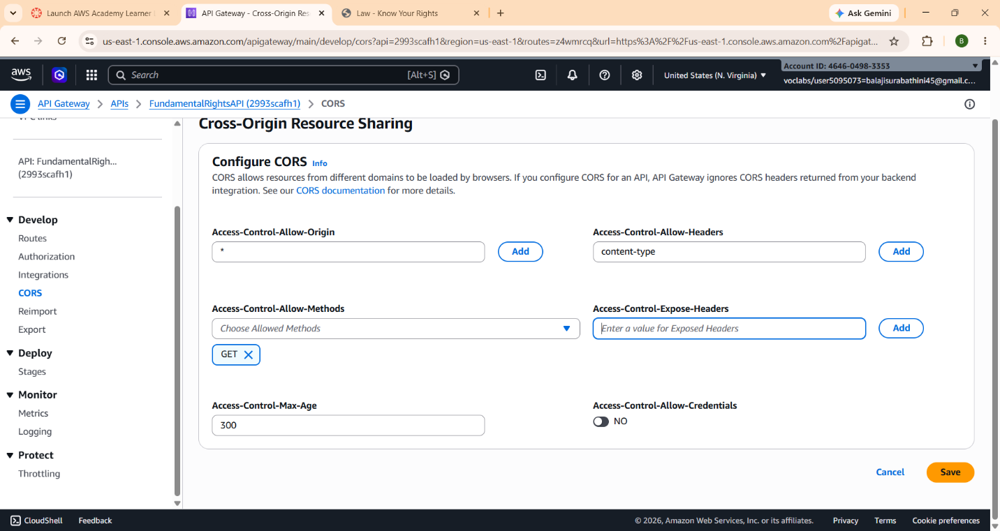 Launch AWS Academy Learner
API Gateway - Cross-Origin Res
Law - Know Your Rights
Ask Gemini
us-east-1.console.aws.amazon.com/apigateway/main/develop/cors?api=2993scafh1&region=us-east-1&routes=z4wmrcq&url=https%3A%2F%2Fus-east-1.console.aws.amazon.com%2Fapigat...
B
aws
Search
[Alt+S]
United States (N. Virginia)
Account ID: 4646-0498-3353
voclabs/user5095073=balajisurabathini45@gmail.c...
API Gateway
APIs
FundamentalRightsAPI (2993scafh1)
CORS
VPC links
API: FundamentalRigh...
(2993scafh1)
Develop
Routes
Authorization
Integrations
CORS
Reimport
Export
Deploy
Stages
Monitor
Metrics
Logging
Protect
Throttling
Cross-Origin Resource Sharing
Configure CORS Info
CORS allows resources from different domains to be loaded by browsers. If you configure CORS for an API, API Gateway ignores CORS headers returned from your backend
integration. See our CORS documentation for more details.
Access-Control-Allow-Origin
*
Add
Access-Control-Allow-Headers
content-type
Add
Access-Control-Allow-Methods
Choose Allowed Methods
GET
Access-Control-Expose-Headers
Enter a value for Exposed Headers
Add
Access-Control-Max-Age
300
Access-Control-Allow-Credentials
NO
Cancel
Save
CloudShell
Feedback
© 2026, Amazon Web Services, Inc. or its affiliates.
Privacy
Terms
Cookie preferences